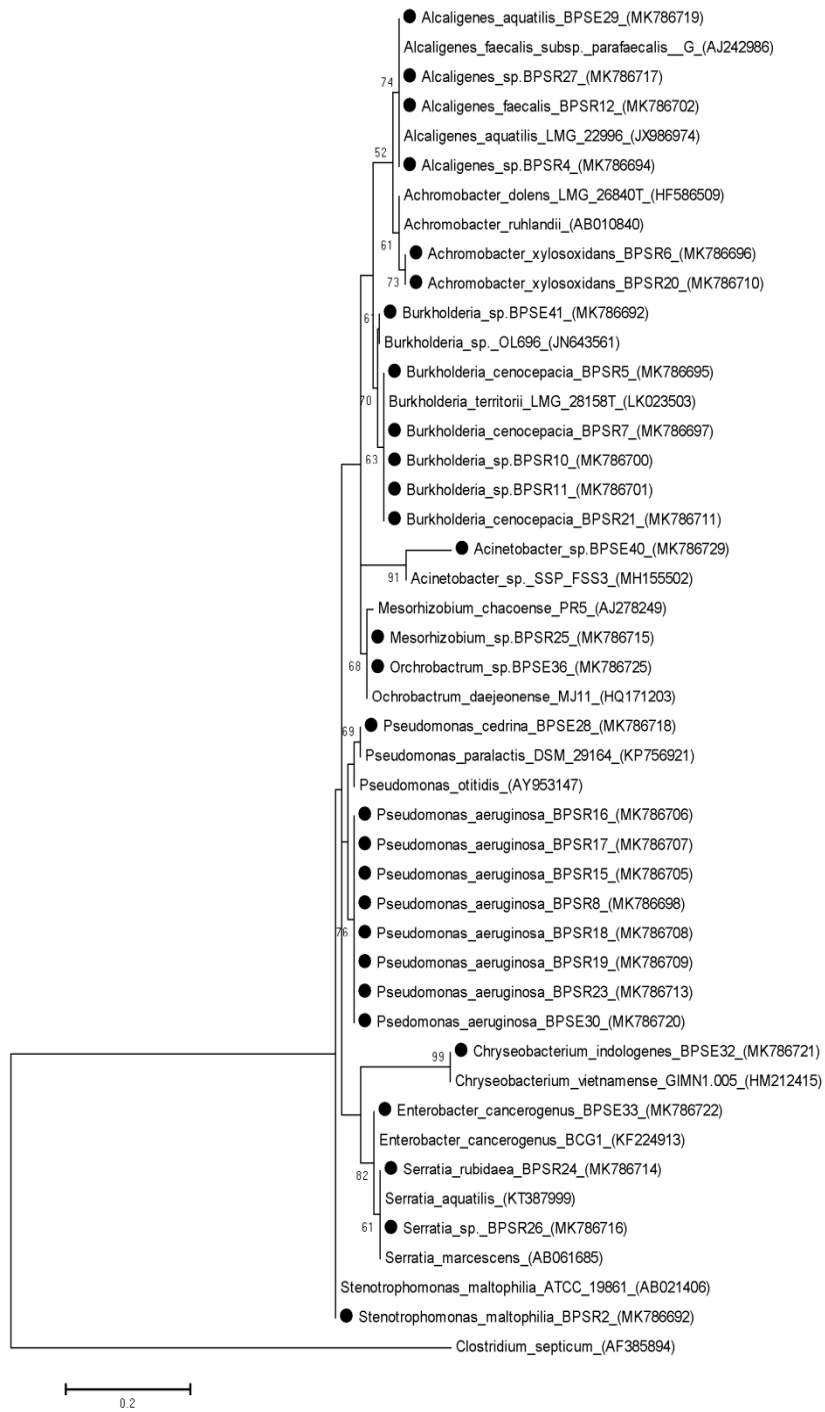 Alcaligenes_aquatilis_BPSE29_(MK786719)
Alcaligenes_faecalis_subsp._parafaecalis__G_(AJ242986)
74
Alcaligenes_sp.BPSR27_(MK786717)
Alcaligenes_faecalis_BPSR12_(MK786702)
Alcaligenes_aquatilis_LMG_22996_(JX986974)
52
Alcaligenes_sp.BPSR4_(MK786694)
Achromobacter_dolens_LMG_26840T_(HF586509)
Achromobacter_ruhlandii_(AB010840)
61
Achromobacter_xylosoxidans_BPSR6_(MK786696)
73
Achromobacter_xylosoxidans_BPSR20_(MK786710)
61
Burkholderia_sp.BPSE41_(MK786692)
Burkholderia_sp._OL696_(JN643561)
Burkholderia_cenocepacia_BPSR5_(MK786695)
70
Burkholderia_territorii_LMG_28158T_(LK023503)
Burkholderia_cenocepacia_BPSR7_(MK786697)
63
Burkholderia_sp.BPSR10_(MK786700)
Burkholderia_sp.BPSR11_(MK786701)
Burkholderia_cenocepacia_BPSR21_(MK786711)
Acinetobacter_sp.BPSE40_(MK786729)
91
Acinetobacter_sp._SSP_FSS3_(MH155502)
Mesorhizobium_chacoense_PR5_(AJ278249)
Mesorhizobium_sp.BPSR25_(MK786715)
68
Orchrobactrum_sp.BPSE36_(MK786725)
Ochrobactrum_daejeonense_MJ11_(HQ171203)
69
Pseudomonas_cedrina_BPSE28_(MK786718)
Pseudomonas_paralactis_DSM_29164_(KP756921)
Pseudomonas_otitidis_(AY953147)
Pseudomonas_aeruginosa_BPSR16_(MK786706)
Pseudomonas_aeruginosa_BPSR17_(MK786707)
Pseudomonas_aeruginosa_BPSR15_(MK786705)
Pseudomonas_aeruginosa_BPSR8_(MK786698)
76
Pseudomonas_aeruginosa_BPSR18_(MK786708)
Pseudomonas_aeruginosa_BPSR19_(MK786709)
Pseudomonas_aeruginosa_BPSR23_(MK786713)
Psedomonas_aeruginosa_BPSE30_(MK786720)
99
Chryseobacterium_indologenes_BPSE32_(MK786721)
Chryseobacterium_vietnamense_GIMN1.005_(HM212415)
Enterobacter_cancerogenus_BPSE33_(MK786722)
Enterobacter_cancerogenus_BCG1_(KF224913)
82
Serratia_rubidaea_BPSR24_(MK786714)
Serratia_aquatilis_(KT387999)
61
Serratia_sp._BPSR26_(MK786716)
Serratia_marcescens_(AB061685)
Stenotrophomonas_maltophilia_ATCC_19861_(AB021406)
Stenotrophomonas_maltophilia_BPSR2_(MK786692)
Clostridium_septicum_(AF385894)
0.2